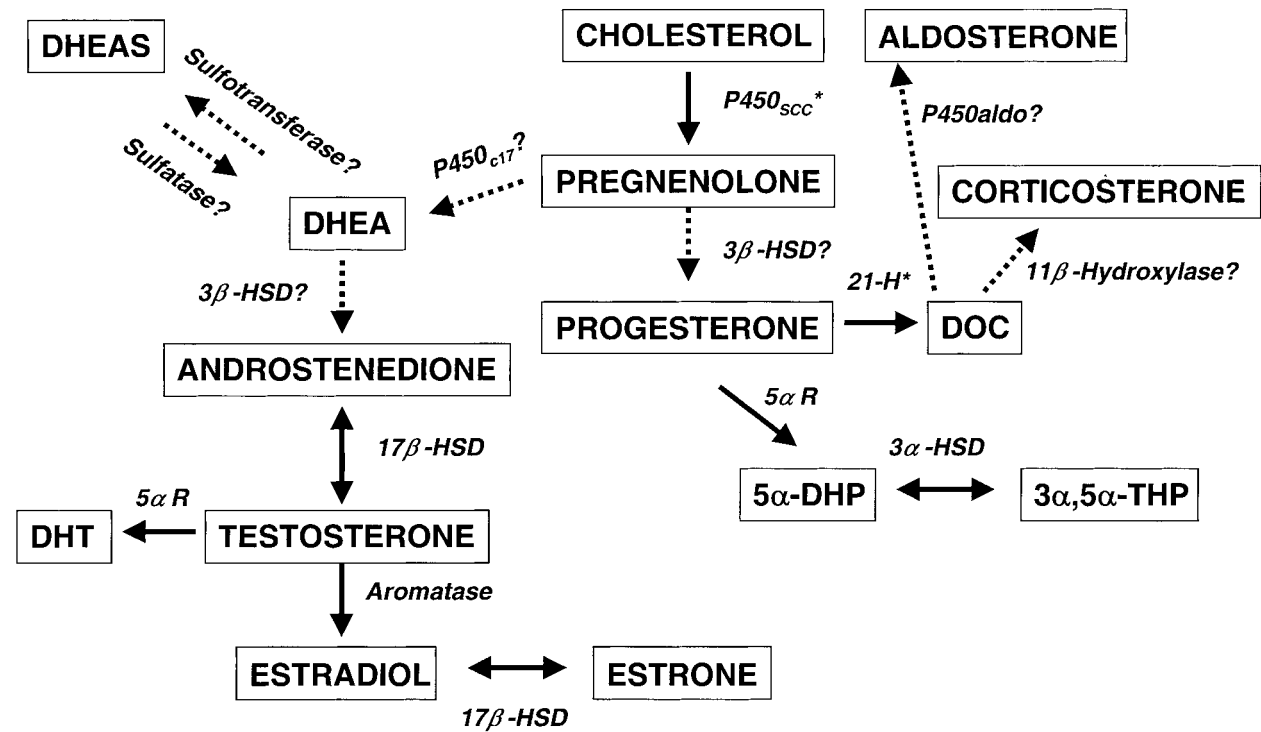 DHEAS
CHOLESTEROL
ALDOSTERONE
Sulfotransferase?
Sulfatase?
P450SCC*
P450aldo?
P450c17?
PREGNENOLONE
CORTICOSTERONE
DHEA
3β-HSD?
3β-HSD?
21-H*
11β-Hydroxylase?
PROGESTERONE
DOC
ANDROSTENEDIONE
5α R
17β-HSD
3α-HSD
5α-DHP
3α,5α-THP
5α R
DHT
TESTOSTERONE
Aromatase
ESTRADIOL
ESTRONE
17β-HSD